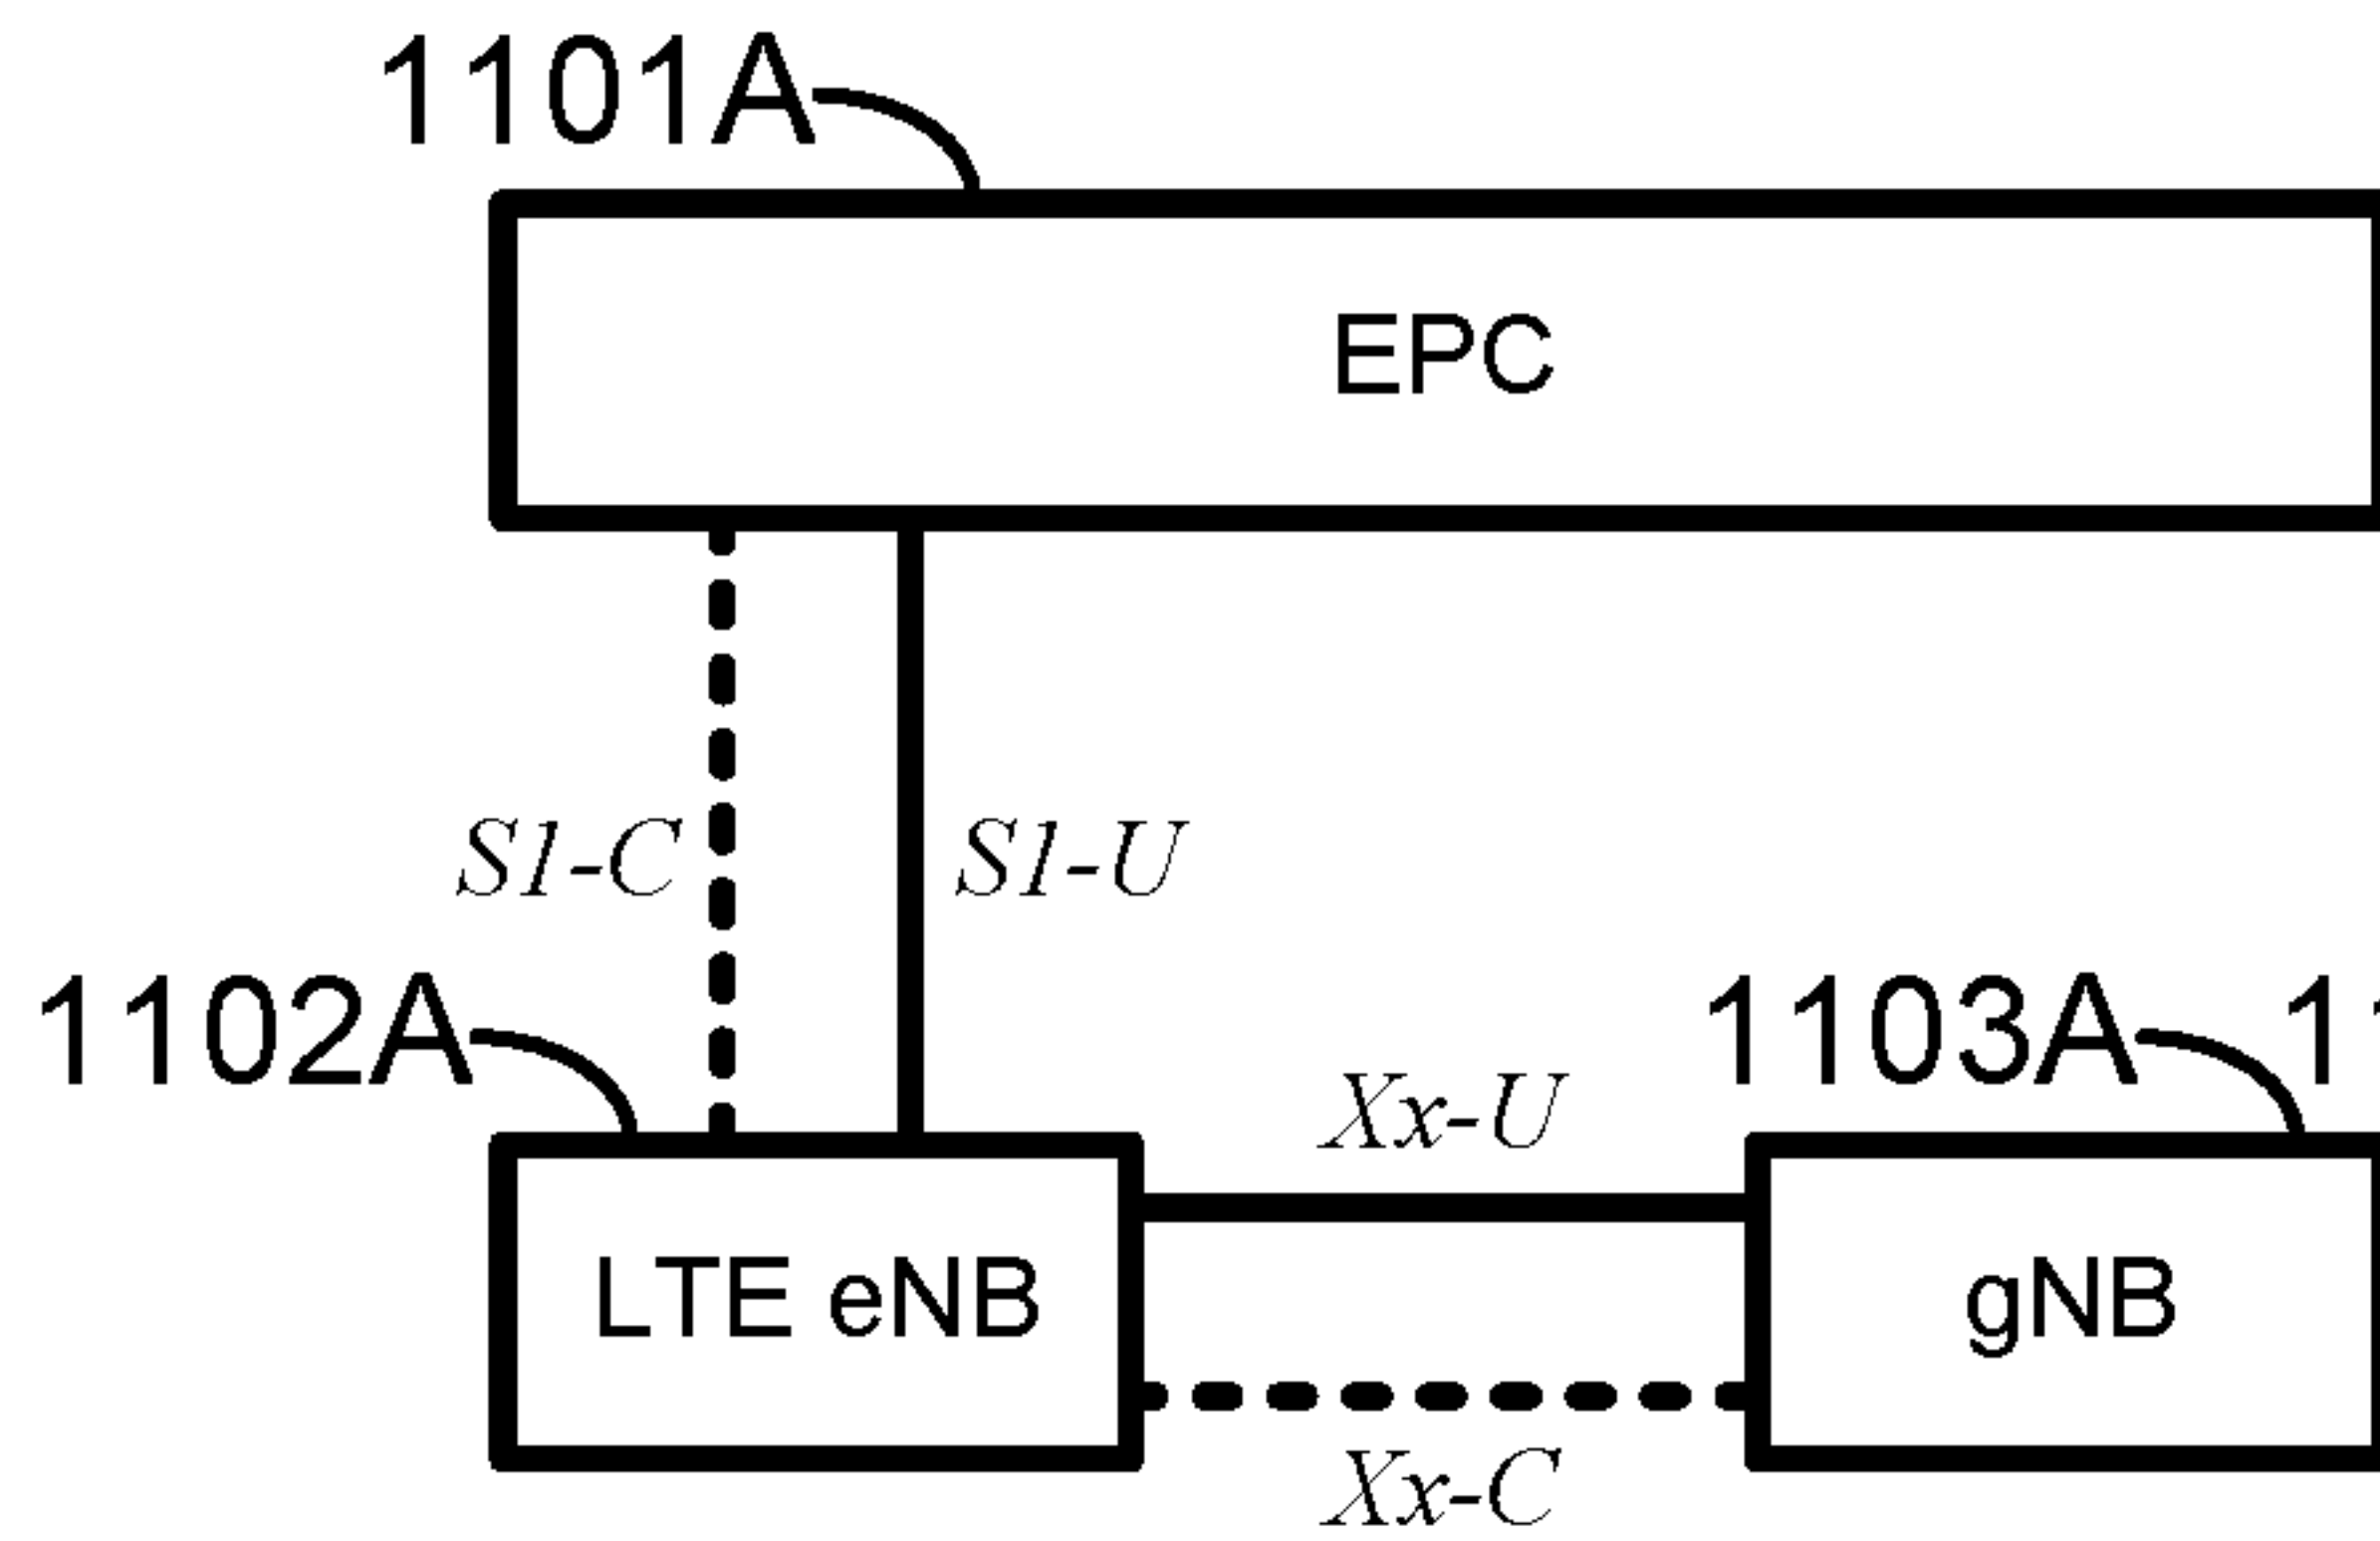 1101A
EPC
S1-C S1-U
1102A 1103A
Xx-U
LTE eNB gNB
Xx-C